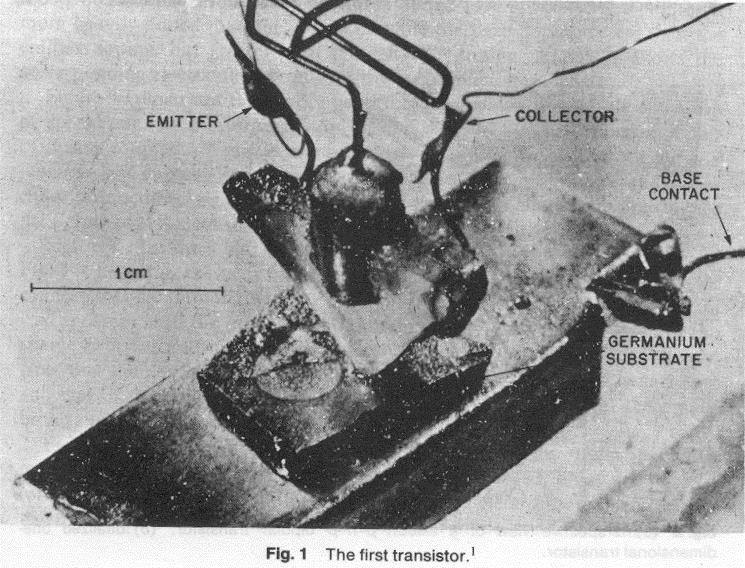 EMITTER
COLLECTOR
BASE
CONTACT
1cm
GERMANIUM
SUBSTRATE
Fig. 1 The first transistor.1